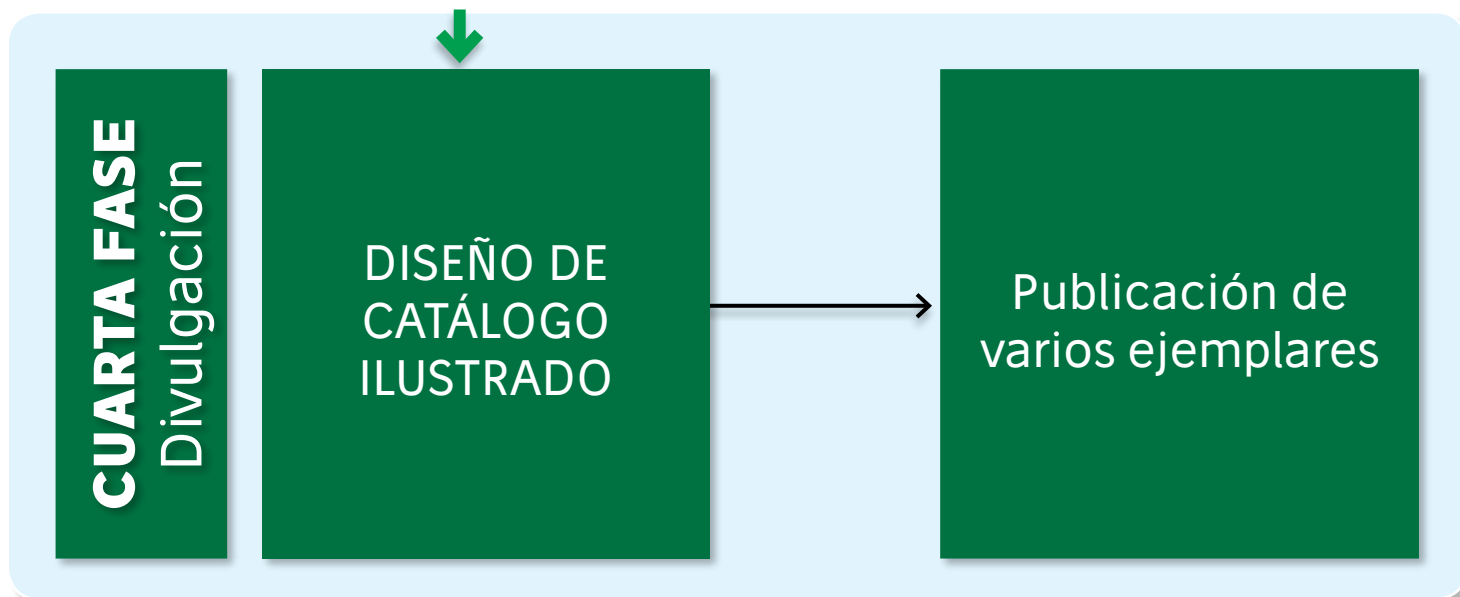 CUARTA FASE
Divulgación
DISEÑO DE
CATÁLOGO
ILUSTRADO
Publicación de
varios ejemplares